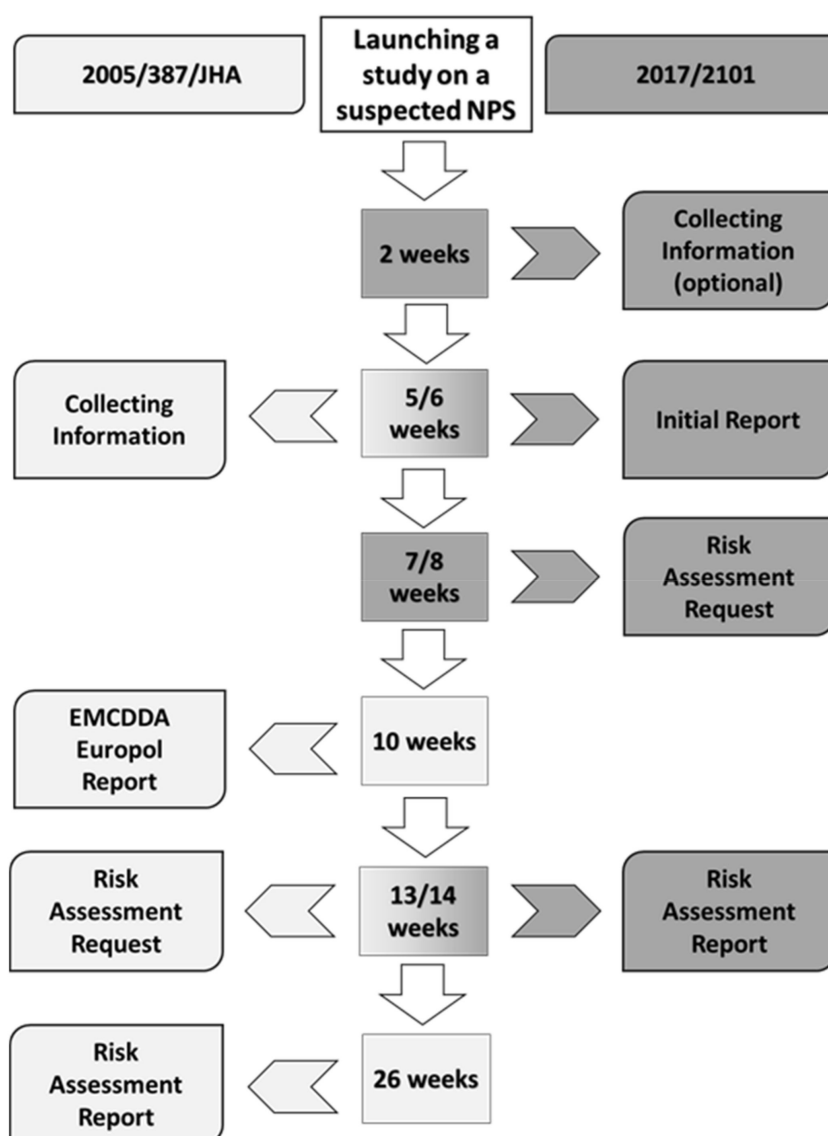 2005/387/JHA
Launching a
study on a
suspected NPS
2017/2101
2 weeks
Collecting
Information
(optional)
Collecting
Information
5/6
weeks
Initial Report
7/8
weeks
Risk
Assessment
Request
EMCDDA
Europol
Report
10 weeks
Risk
Assessment
Request
13/14
weeks
Risk
Assessment
Report
Risk
Assessment
Report
26 weeks